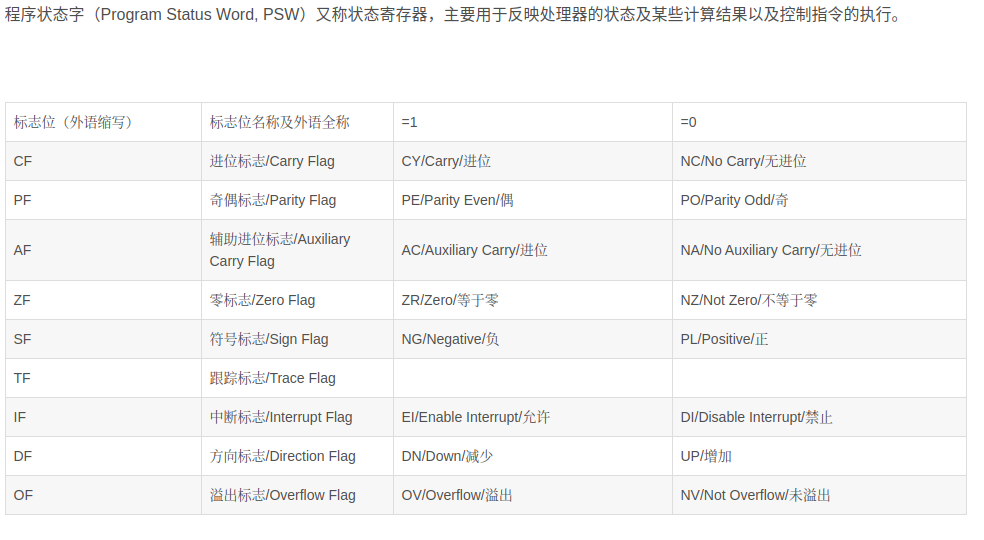 程序状态字（Program Status Word, PSW）又称状态寄存器，主要用于反映处理器的状态及某些计算结果以及控制指令的执行。
标志位（外语缩写） 标志位名称及外语全称 =1 =0
CF 进位标志/Carry Flag CY/Carry/进位 NC/No Carry/无进位
PF 奇偶标志/Parity Flag PE/Parity Even/偶 PO/Parity Odd/奇
AF 辅助进位标志/Auxiliary Carry Flag AC/Auxiliary Carry/进位 NA/No Auxiliary Carry/无进位
ZF 零标志/Zero Flag ZR/Zero/等于零 NZ/Not Zero/不等于零
SF 符号标志/Sign Flag NG/Negative/负 PL/Positive/正
TF 跟踪标志/Trace Flag
IF 中断标志/Interrupt Flag EI/Enable Interrupt/允许 DI/Disable Interrupt/禁止
DF 方向标志/Direction Flag DN/Down/减少 UP/增加
OF 溢出标志/Overflow Flag OV/Overflow/溢出 NV/Not Overflow/未溢出